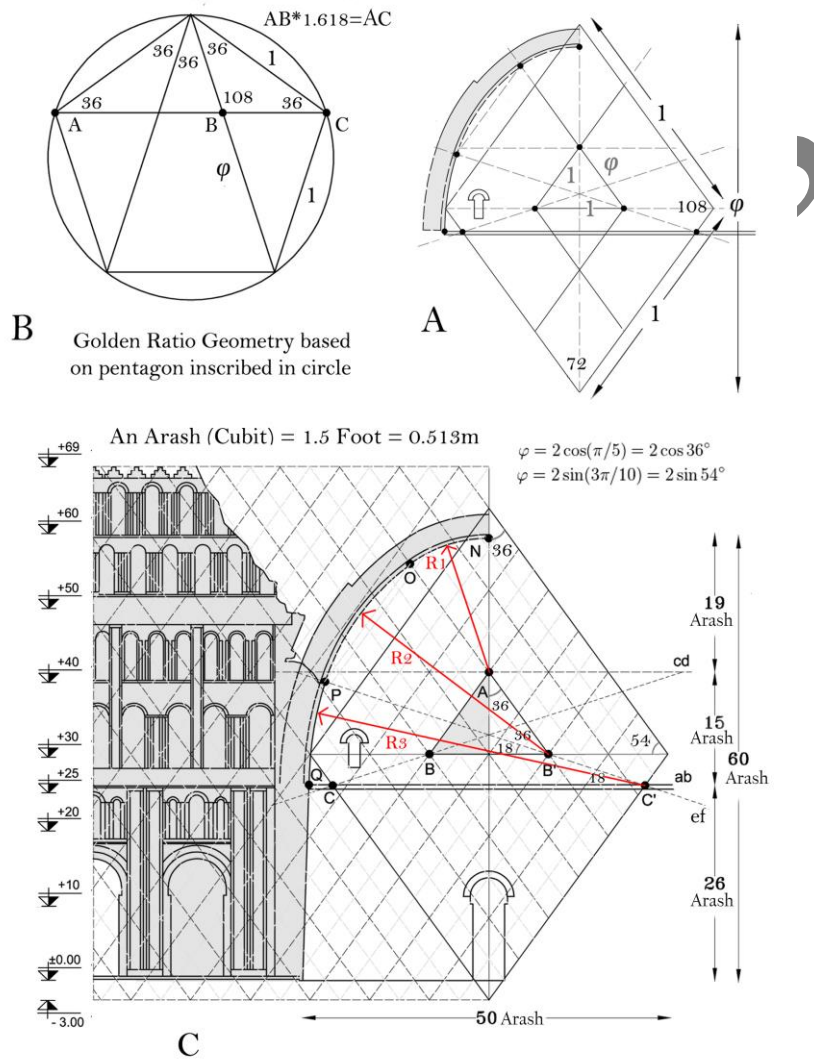 AB*1.618=AC
36
36
36
1
36
108
36
A
B
C
φ
1
B
Golden Ratio Geometry based
on pentagon inscribed in circle
1
φ
1
1
108
φ
1
72
A
An Arash (Cubit) = 1.5 Foot = 0.513m
φ = 2 cos(π/5) = 2 cos 36°
φ = 2 sin(3π/10) = 2 sin 54°
+69
+60
+50
+40
+30
+25
+20
+10
±0.00
- 3.00
N
36
R1
O
19
Arash
cd
A
P
R2
36
15
Arash
36
54
18
R3
B
B'
60
Arash
Q
C
18
C'
ab
ef
26
Arash
50 Arash
C